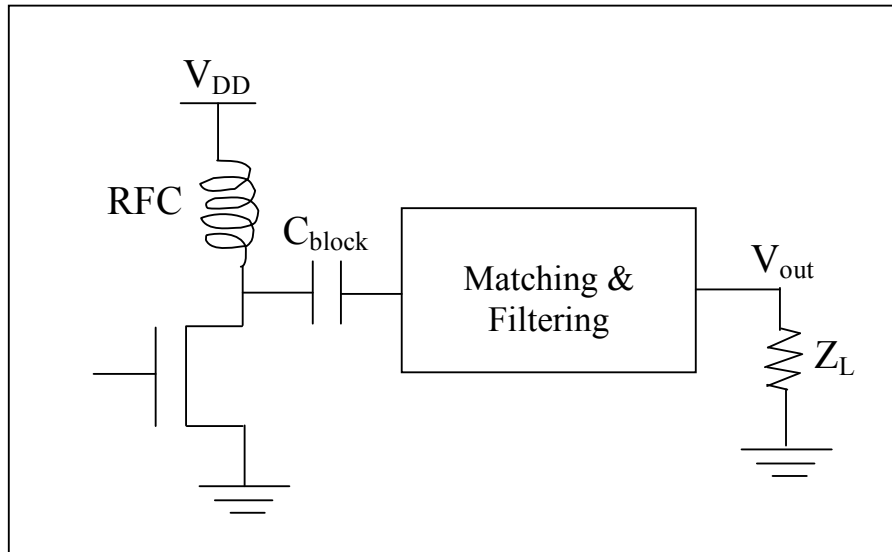 V_DD
RFC
C_block
Matching &
Filtering
V_out
Z_L